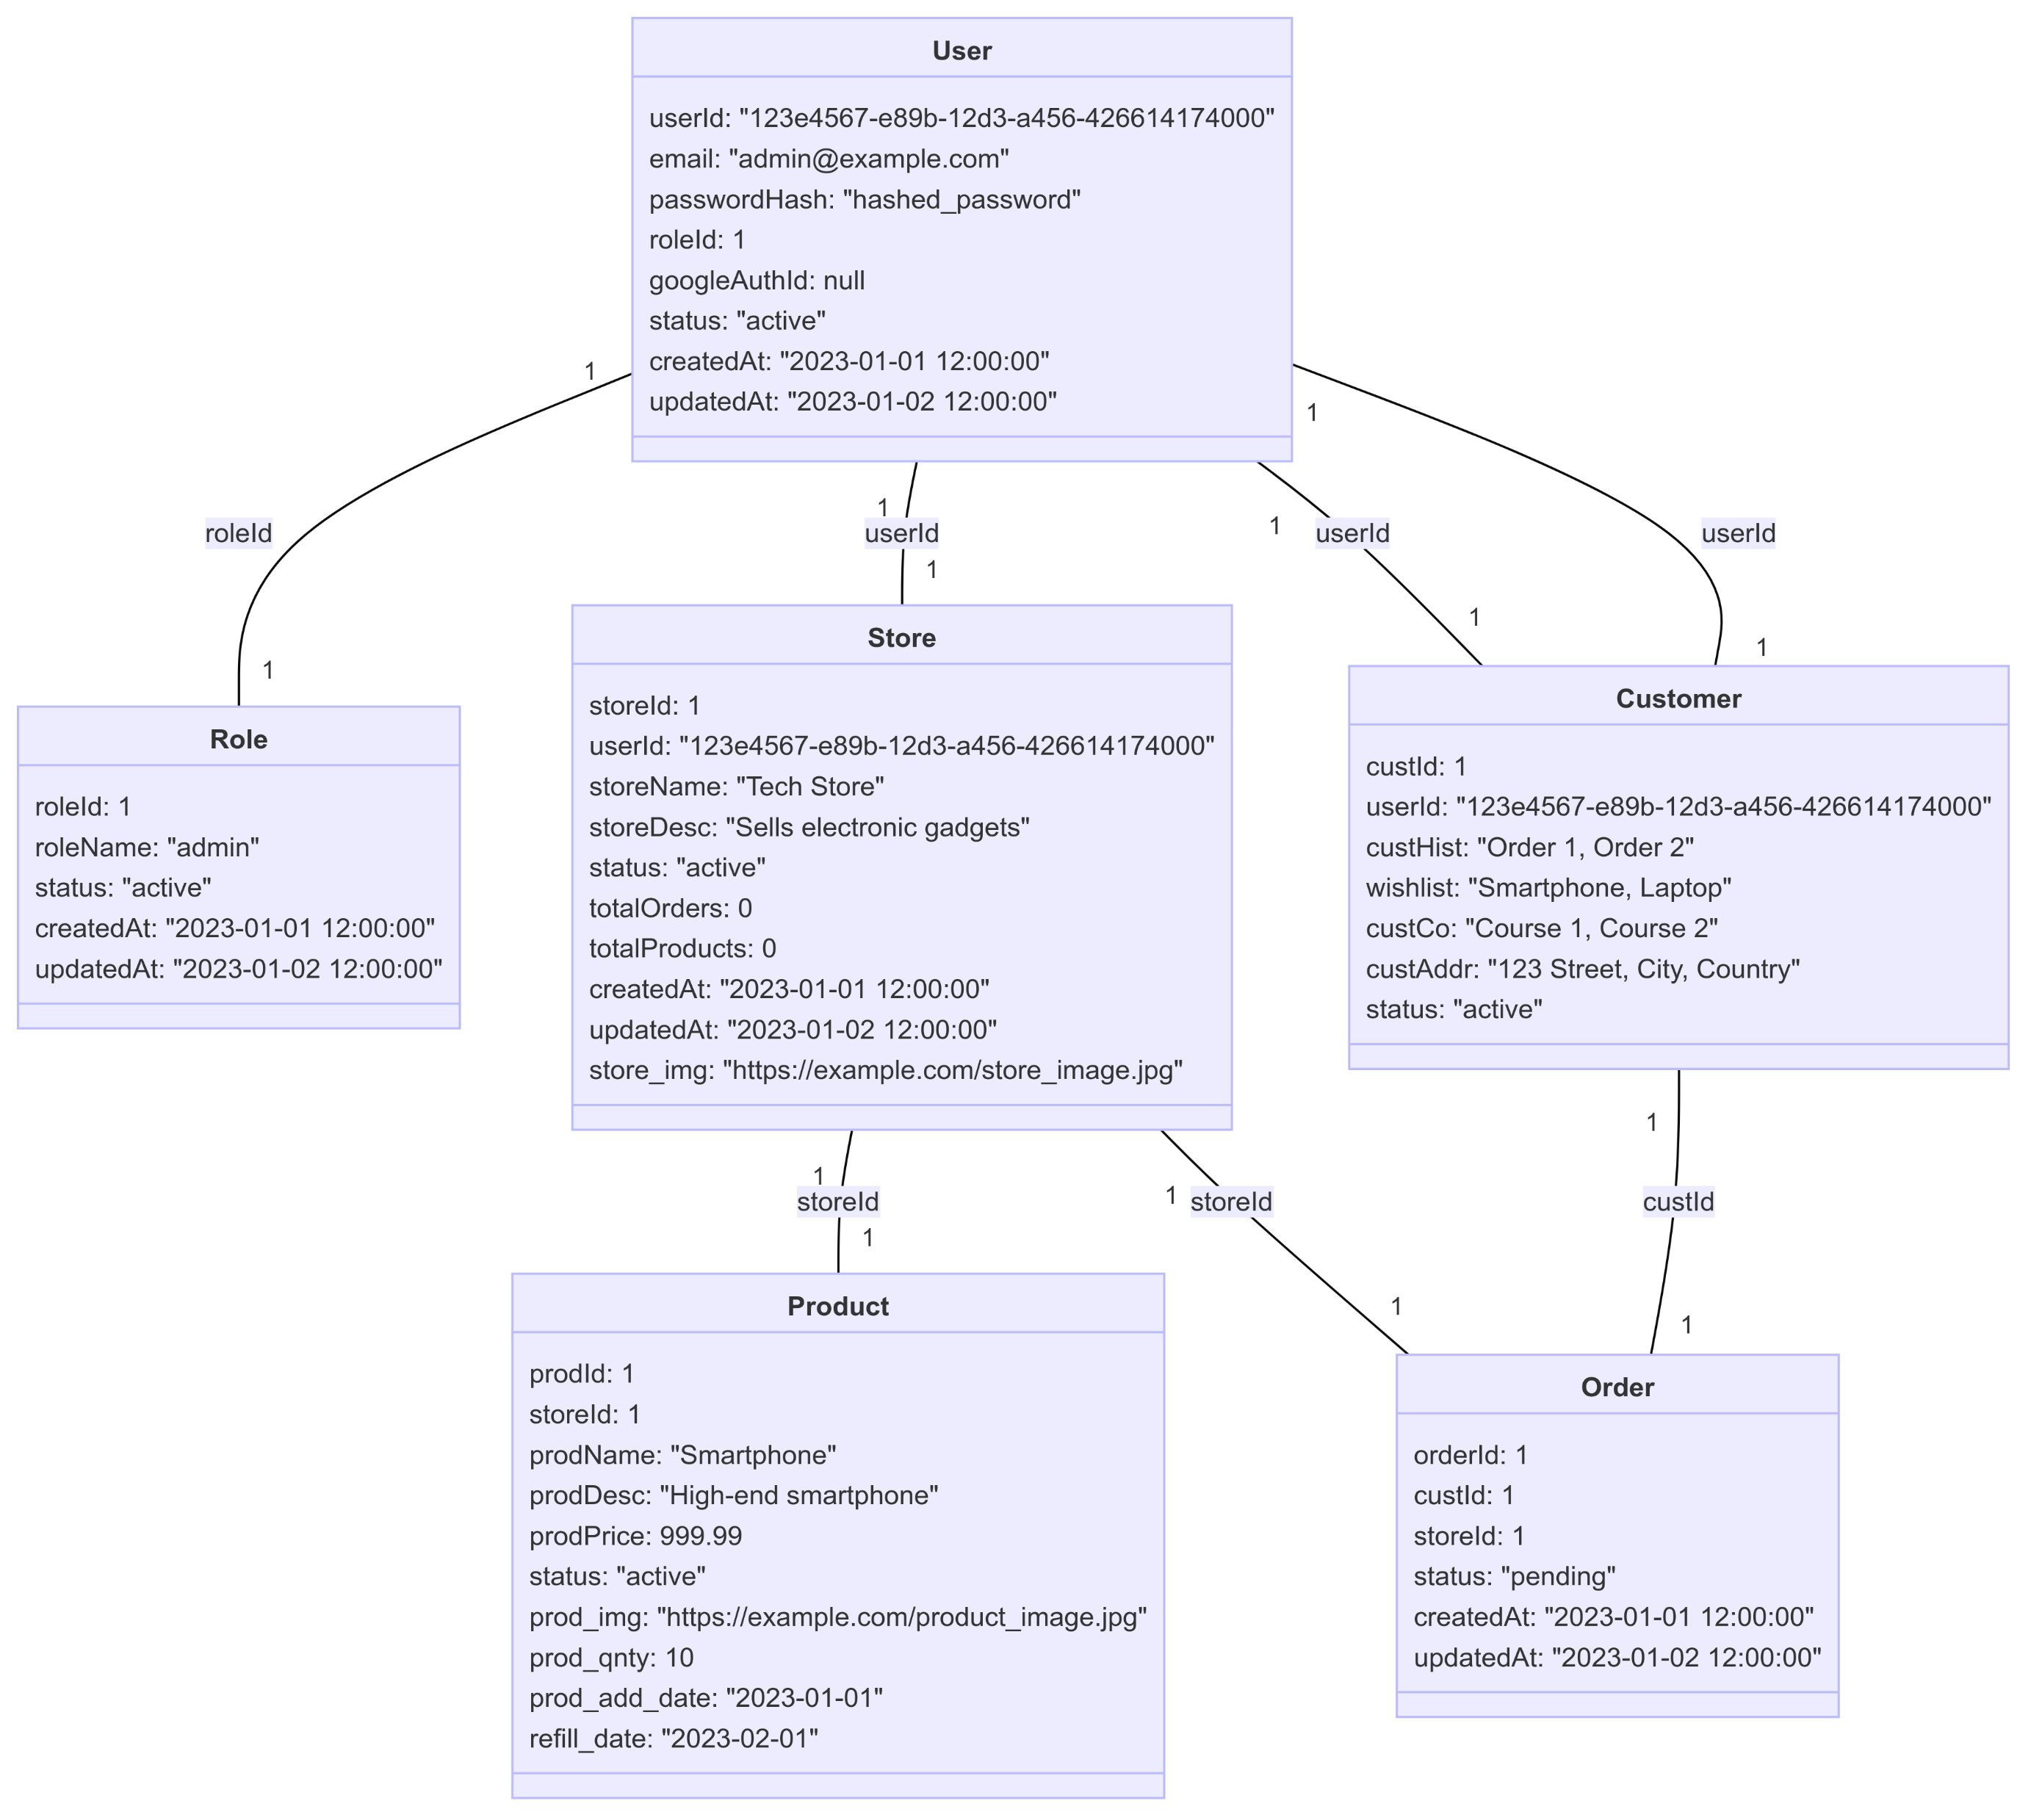 User
userId: "123e4567-e89b-12d3-a456-426614174000"
email: "admin@example.com"
passwordHash: "hashed_password"
roleId: 1
googleAuthId: null
status: "active"
createdAt: "2023-01-01 12:00:00"
updatedAt: "2023-01-02 12:00:00"
1
1
1
1
roleId
userId
userId
userId
1
1
1
1
Store
storeId: 1
userId: "123e4567-e89b-12d3-a456-426614174000"
storeName: "Tech Store"
storeDesc: "Sells electronic gadgets"
status: "active"
totalOrders: 0
totalProducts: 0
createdAt: "2023-01-01 12:00:00"
updatedAt: "2023-01-02 12:00:00"
store_img: "https://example.com/store_image.jpg"
Customer
custId: 1
userId: "123e4567-e89b-12d3-a456-426614174000"
custHist: "Order 1, Order 2"
wishlist: "Smartphone, Laptop"
custCo: "Course 1, Course 2"
custAddr: "123 Street, City, Country"
status: "active"
Role
roleId: 1
roleName: "admin"
status: "active"
createdAt: "2023-01-01 12:00:00"
updatedAt: "2023-01-02 12:00:00"
1
1
1
storeId
storeId
custId
1
1
1
Product
prodId: 1
storeId: 1
prodName: "Smartphone"
prodDesc: "High-end smartphone"
prodPrice: 999.99
status: "active"
prod_img: "https://example.com/product_image.jpg"
prod_qnty: 10
prod_add_date: "2023-01-01"
refill_date: "2023-02-01"
Order
orderId: 1
custId: 1
storeId: 1
status: "pending"
createdAt: "2023-01-01 12:00:00"
updatedAt: "2023-01-02 12:00:00"